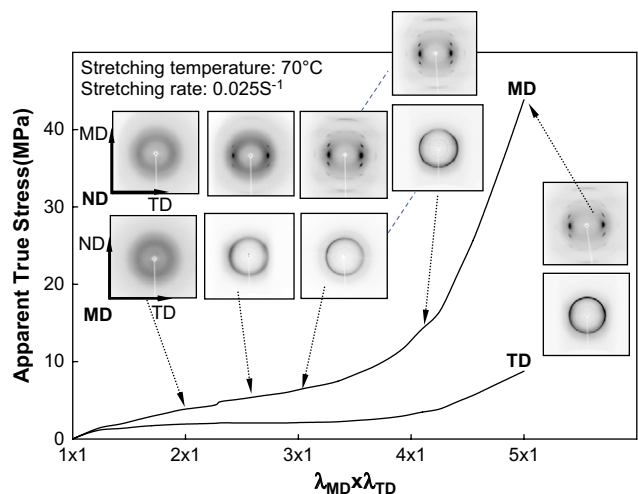 Stretching temperature: 70°C
Stretching rate: 0.025S-1
MD
MD
ND
TD
ND
MD
TD
TD
Apparent True Stress(MPa)
40
30
20
10
0
1x1
2x1
3x1
4x1
5x1
λMDxλTD